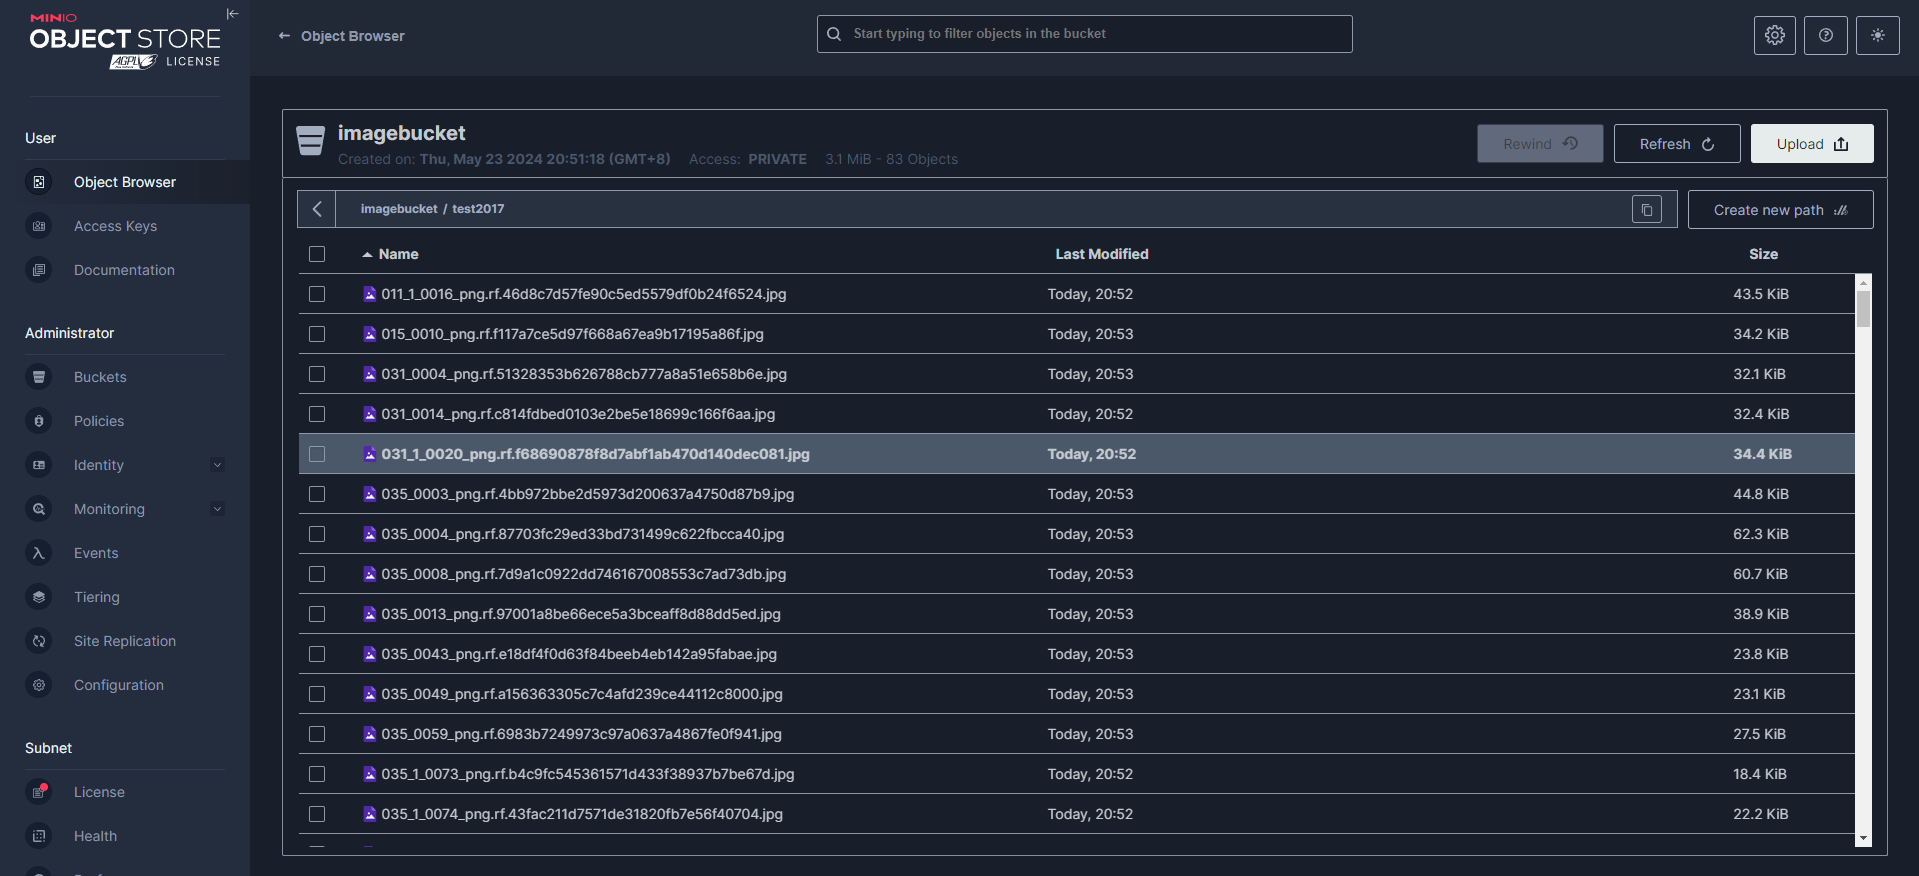 MINIO
OBJECT STORE
AGPLv3 LICENSE
← Object Browser
Start typing to filter objects in the bucket
User
Object Browser
Access Keys
Documentation
Administrator
Buckets
Policies
Identity
Monitoring
Events
Tiering
Site Replication
Configuration
Subnet
License
Health
imagebucket
Created on: Thu, May 23 2024 20:51:18 (GMT+8) Access: PRIVATE 3.1 MiB - 83 Objects
Rewind
Refresh
Upload
imagebucket / test2017
Create new path
Name Last Modified Size
011_1_0016_png.rf.46d8c7d57fe90c5ed5579df0b24f6524.jpg Today, 20:52 43.5 KiB
015_0010_png.rf.f117a7ce5d97f668a67ea9b17195a86f.jpg Today, 20:53 34.2 KiB
031_0004_png.rf.51328353b626788cb777a8a51e658b6e.jpg Today, 20:53 32.1 KiB
031_0014_png.rf.c814fdbed0103e2be5e18699c166f6aa.jpg Today, 20:52 32.4 KiB
031_1_0020_png.rf.f68690878f8d7abf1ab470d140dec081.jpg Today, 20:52 34.4 KiB
035_0003_png.rf.4bb972bbe2d5973d200637a4750d87b9.jpg Today, 20:53 44.8 KiB
035_0004_png.rf.87703fc29ed33bd731499c622fbcca40.jpg Today, 20:53 62.3 KiB
035_0008_png.rf.7d9a1c0922dd746167008553c7ad73db.jpg Today, 20:53 60.7 KiB
035_0013_png.rf.97001a8be66ece5a3bceaff8d88dd5ed.jpg Today, 20:53 38.9 KiB
035_0043_png.rf.e18df4f0d63f84beeb4eb142a95fabae.jpg Today, 20:53 23.8 KiB
035_0049_png.rf.a156363305c7c4afd239ce44112c8000.jpg Today, 20:53 23.1 KiB
035_0059_png.rf.6983b7249973c97a0637a4867fe0f941.jpg Today, 20:53 27.5 KiB
035_1_0073_png.rf.b4c9fc545361571d433f38937b7be67d.jpg Today, 20:52 18.4 KiB
035_1_0074_png.rf.43fac211d7571de31820fb7e56f40704.jpg Today, 20:52 22.2 KiB